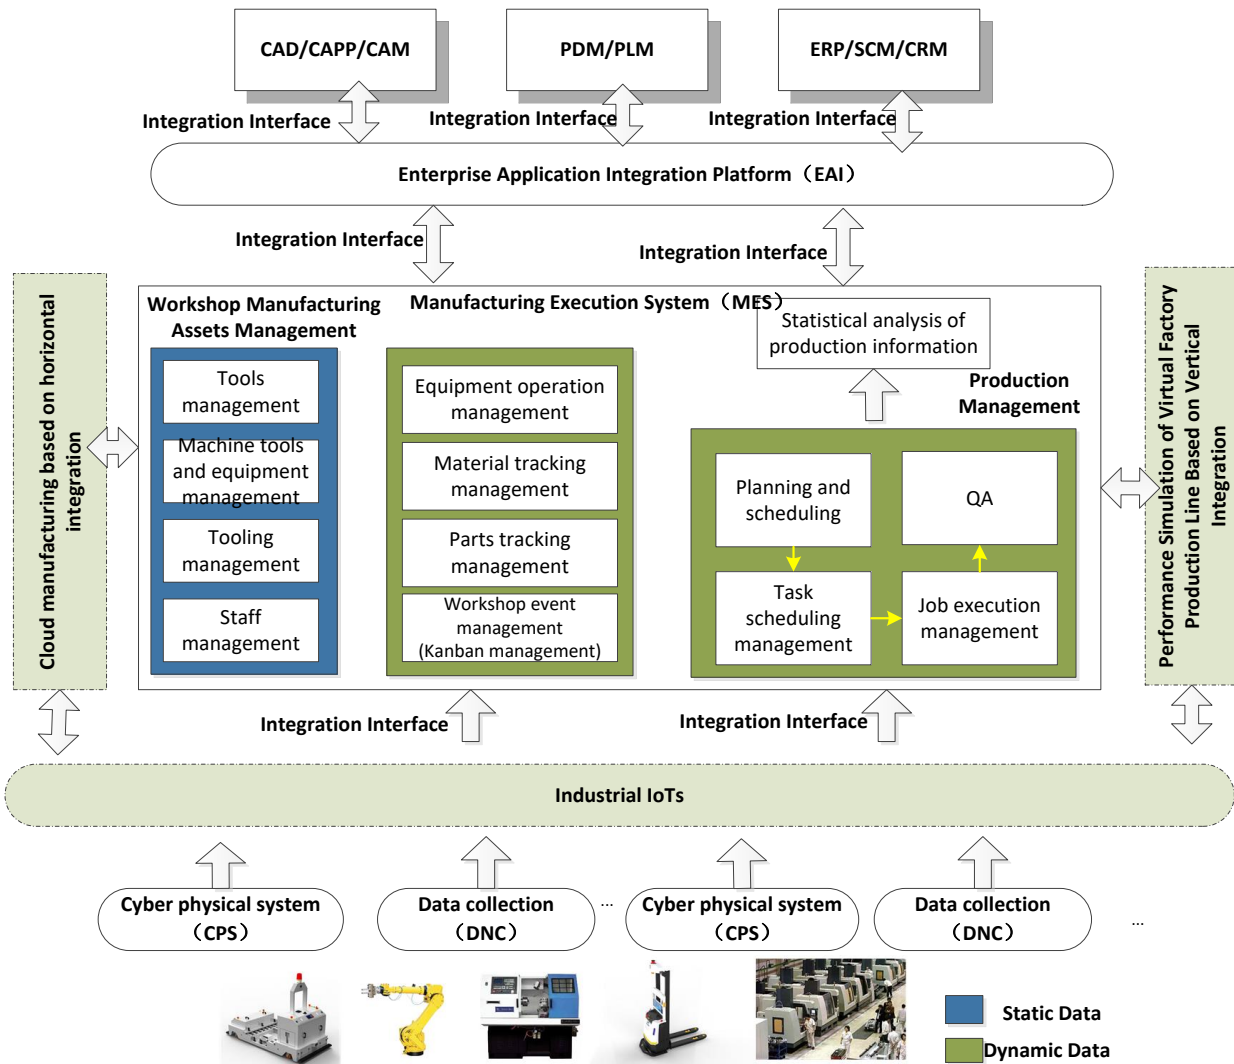 CAD/CAPP/CAM
PDM/PLM
ERP/SCM/CRM
Integration Interface
Integration Interface
Integration Interface
Enterprise Application Integration Platform（EAI）
Integration Interface
Integration Interface
Cloud manufacturing based on horizontal
integration
Workshop Manufacturing
Assets Management
Tools
management
Machine tools
and equipment
management
Tooling
management
Staff
management
Manufacturing Execution System（MES）
Equipment operation
management
Material tracking
management
Parts tracking
management
Workshop event
management
(Kanban management)
Statistical analysis of
production information
Production
Management
Planning and
scheduling
QA
Task
scheduling
management
Job execution
management
Performance Simulation of Virtual Factory
Production Line Based on Vertical
Integration
Integration Interface
Integration Interface
Industrial IoTs
Cyber physical system
（CPS）
Data collection
（DNC）
...
Cyber physical system
（CPS）
Data collection
（DNC）
...
Static Data
Dynamic Data